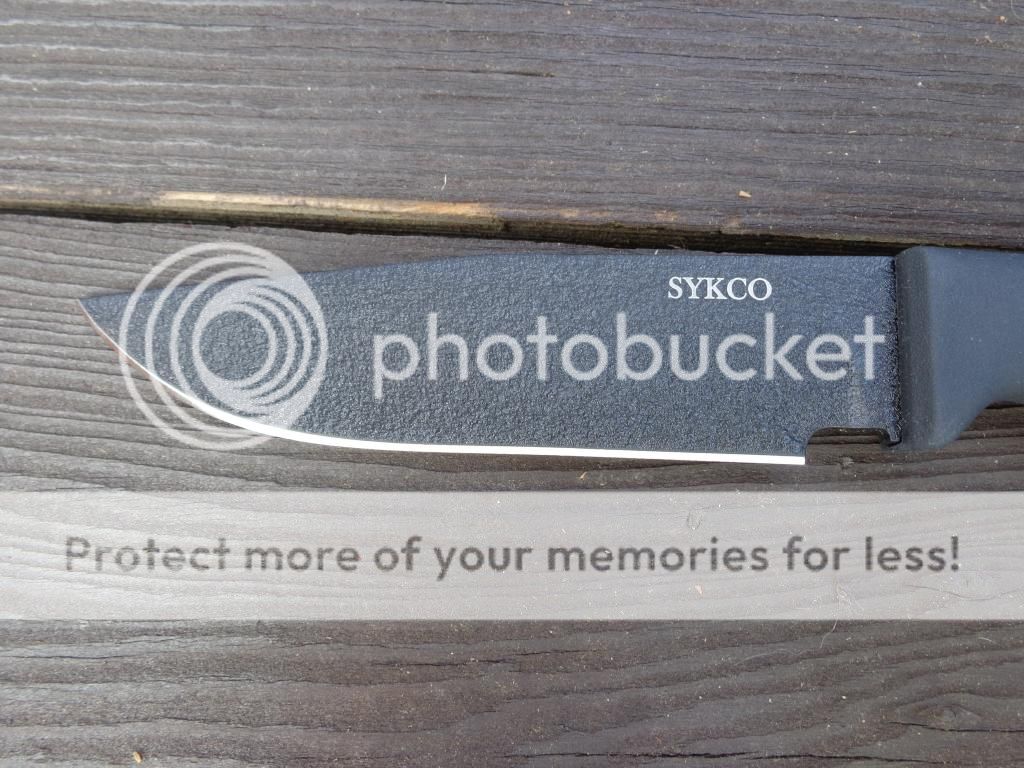 SYKCO
photobucket
Protect more of your memories for less!